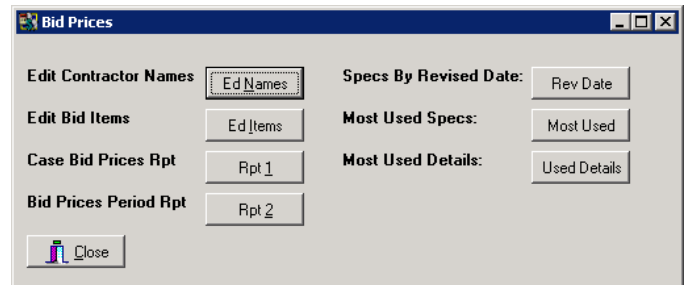 Bid Prices
Edit Contractor Names Ed Names Specs By Revised Date: Rev Date
Edit Bid Items Ed Items Most Used Specs: Most Used
Case Bid Prices Rpt Rpt 1 Most Used Details: Used Details
Bid Prices Period Rpt Rpt 2
Close